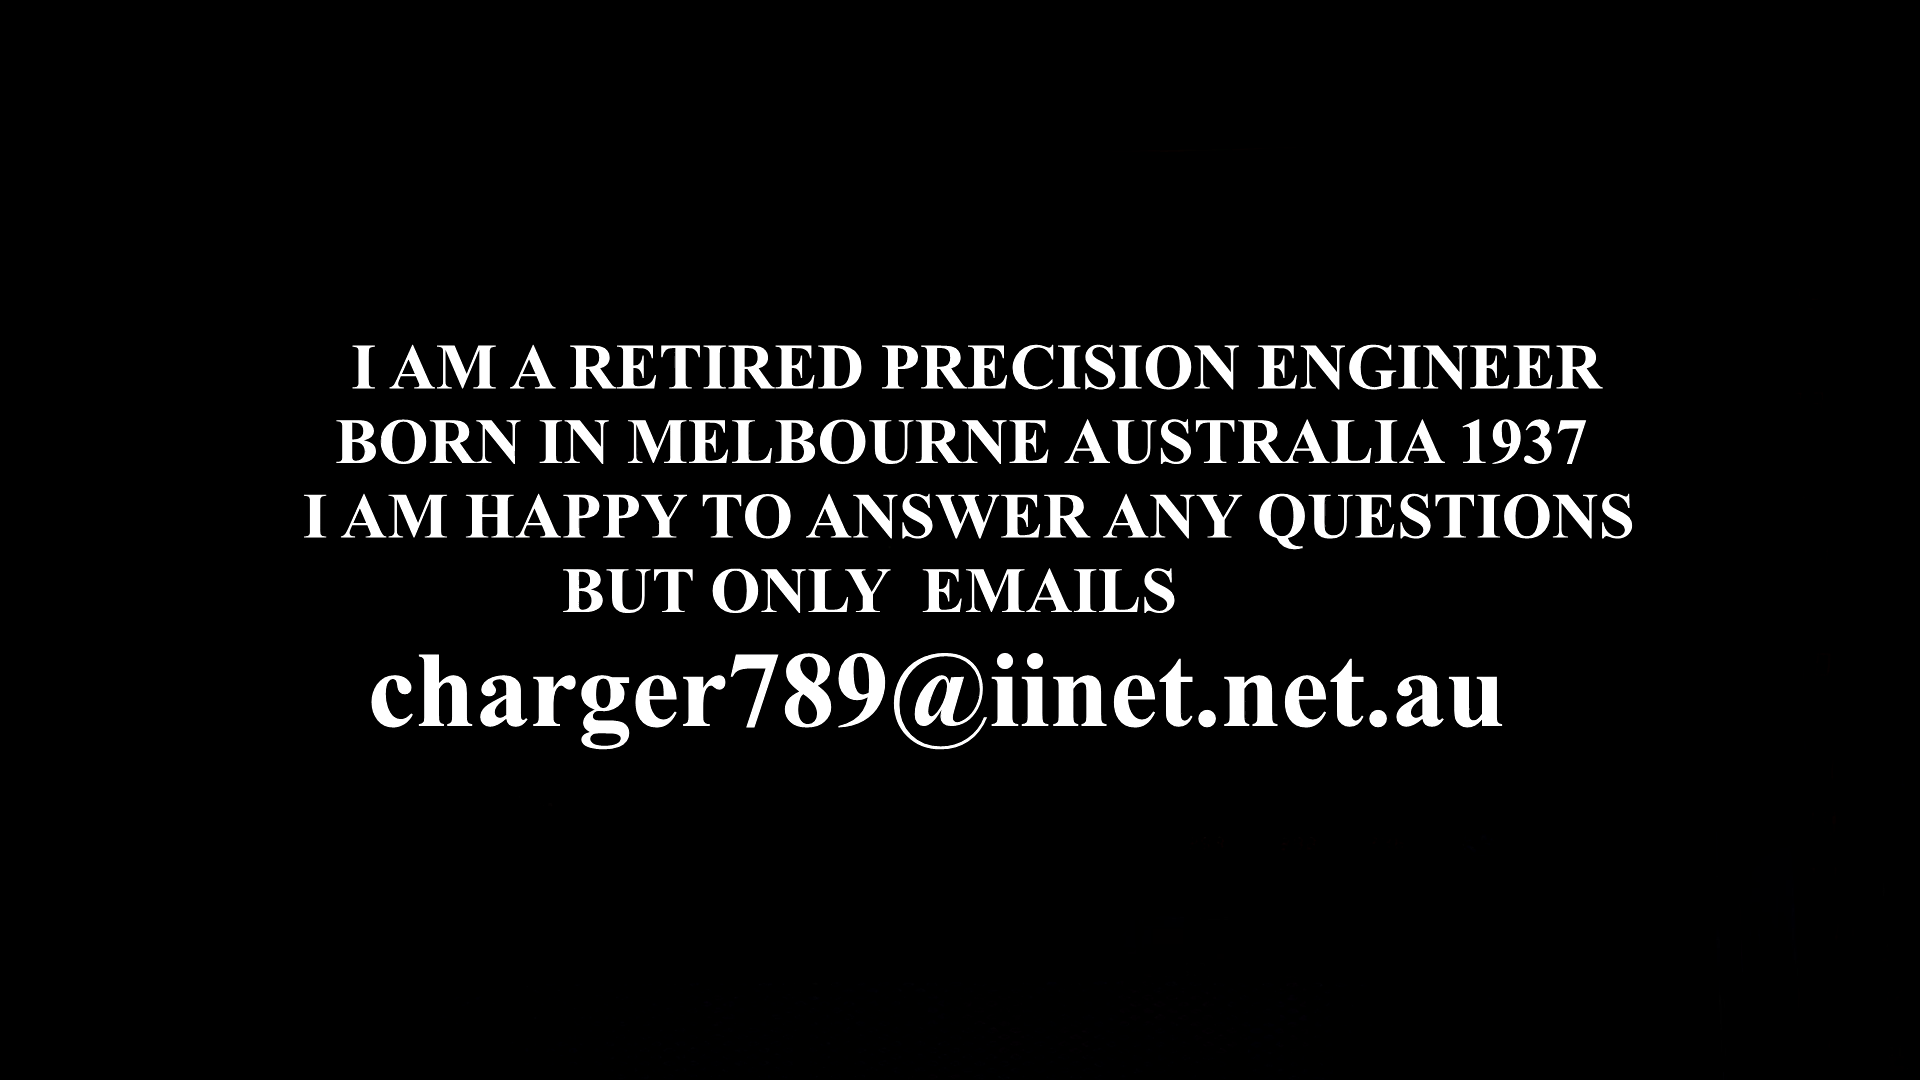 I AM A RETIRED PRECISION ENGINEER
BORN IN MELBOURNE AUSTRALIA 1937
I AM HAPPY TO ANSWER ANY QUESTIONS
BUT ONLY  EMAILS
charger789@iinet.net.au